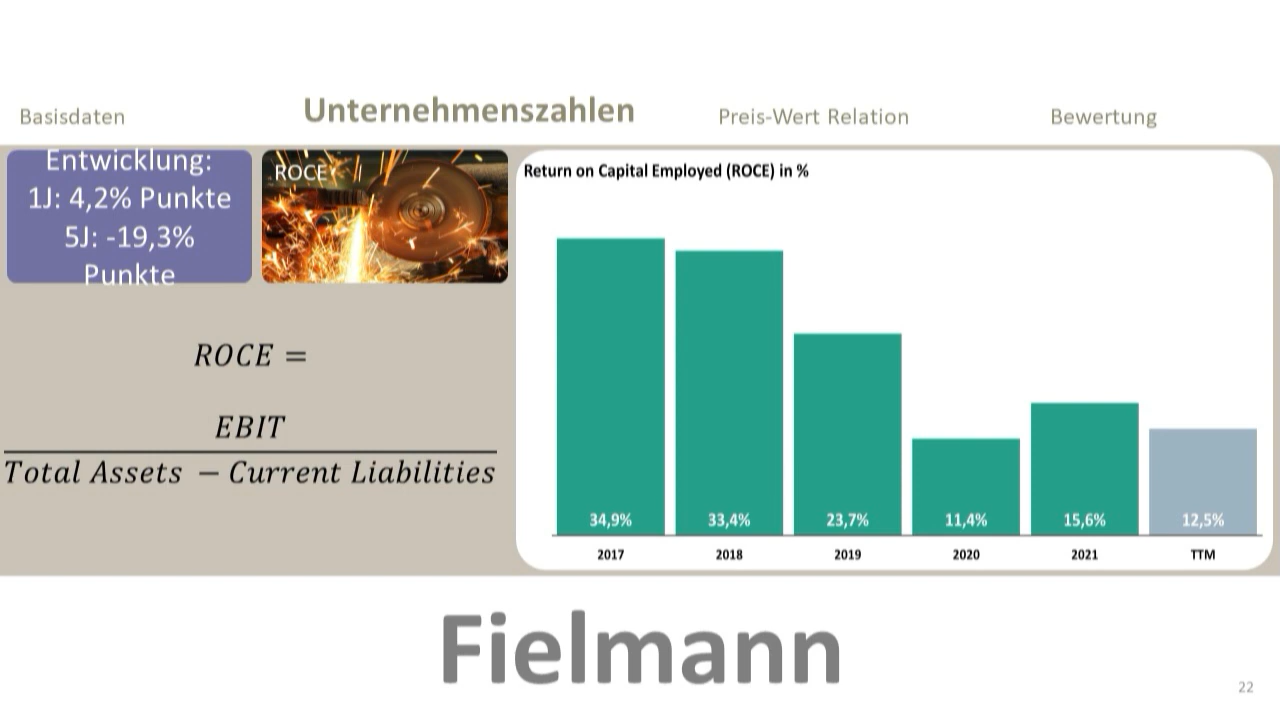 Basisdaten
Unternehmenszahlen
Preis-Wert Relation
Bewertung
Entwicklung:
1J: 4,2% Punkte
5J: -19,3%
Punkte
ROCE
ROCE =
EBIT
Total Assets − Current Liabilities
Return on Capital Employed (ROCE) in %
34,9% 33,4% 23,7% 11,4% 15,6% 12,5%
2017 2018 2019 2020 2021 TTM
Fielmann
22